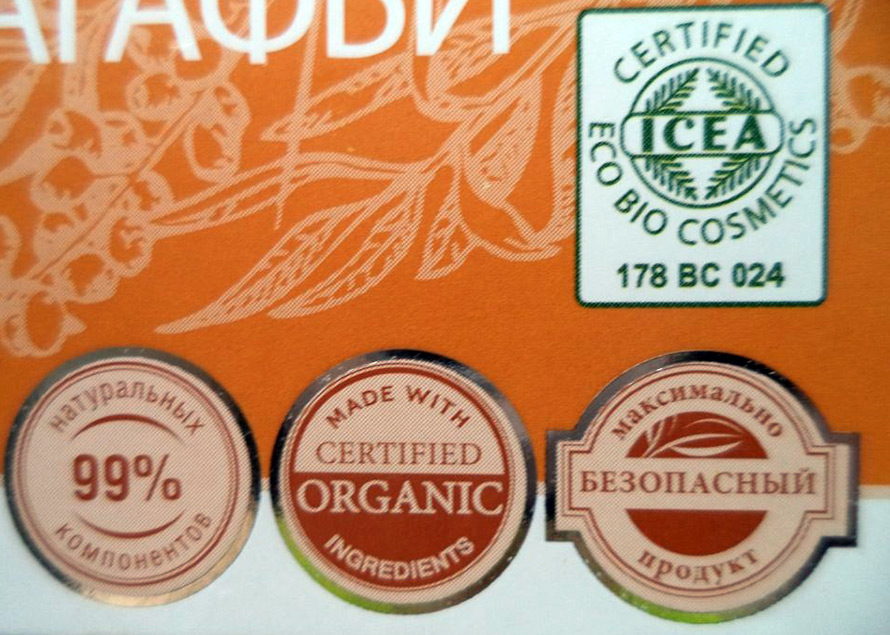 АГАФЬИ
CERTIFIED
ICEA
ECO BIO COSMETICS
178 BC 024
натуральных
99%
компонентов
MADE WITH
CERTIFIED
ORGANIC
INGREDIENTS
максимально
БЕЗОПАСНЫЙ
продукт